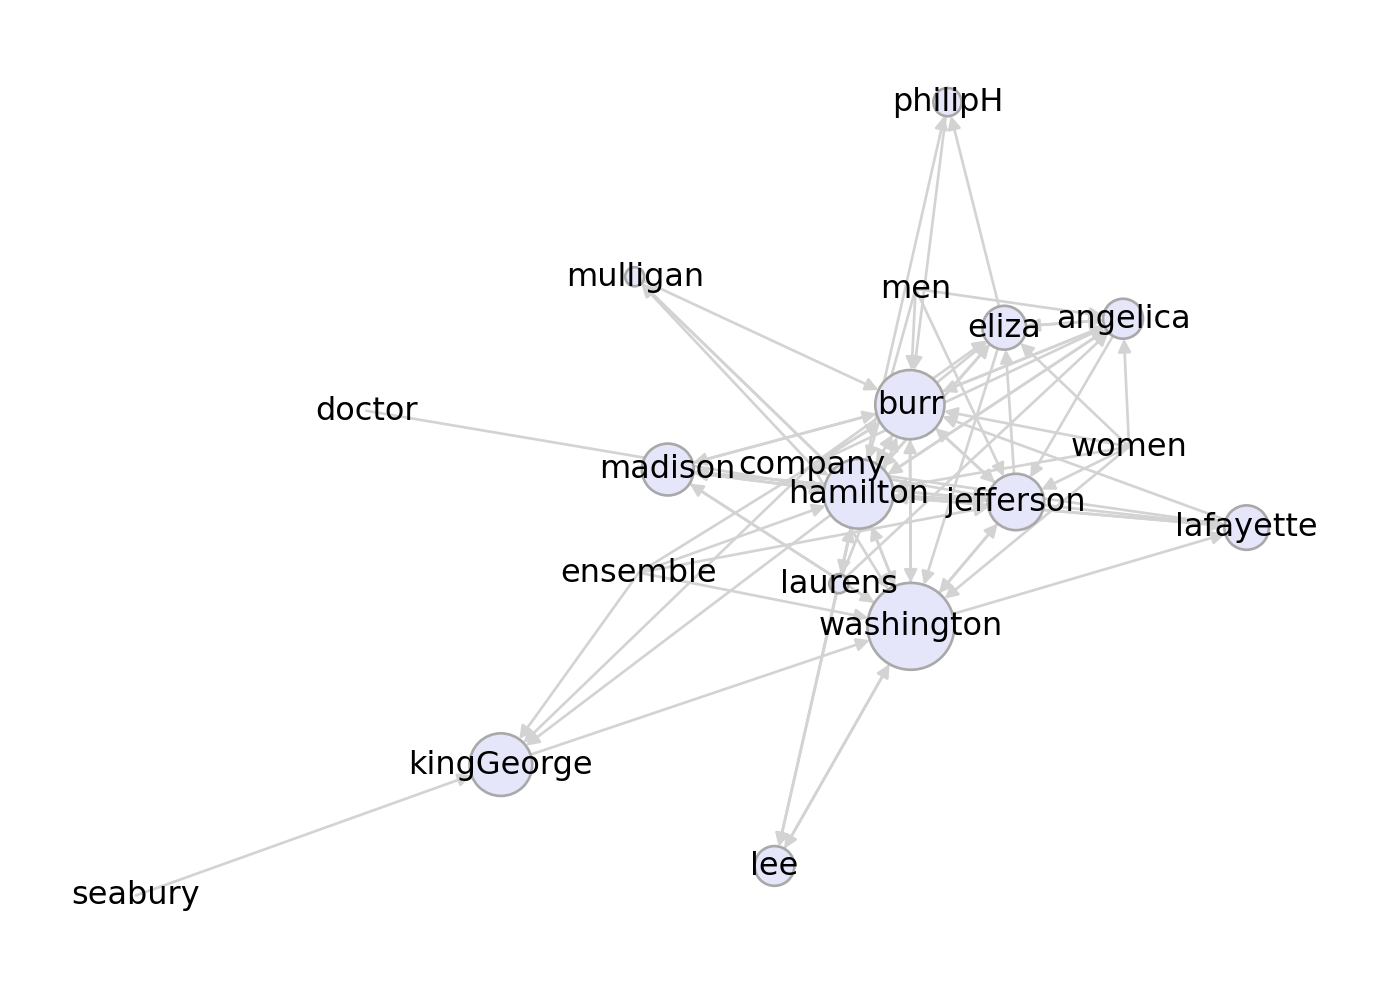 philipH
mulligan
men
eliza
angelica
burr
doctor
women
company
madison
hamilton
jefferson
lafayette
ensemble
laurens
washington
kingGeorge
lee
seabury